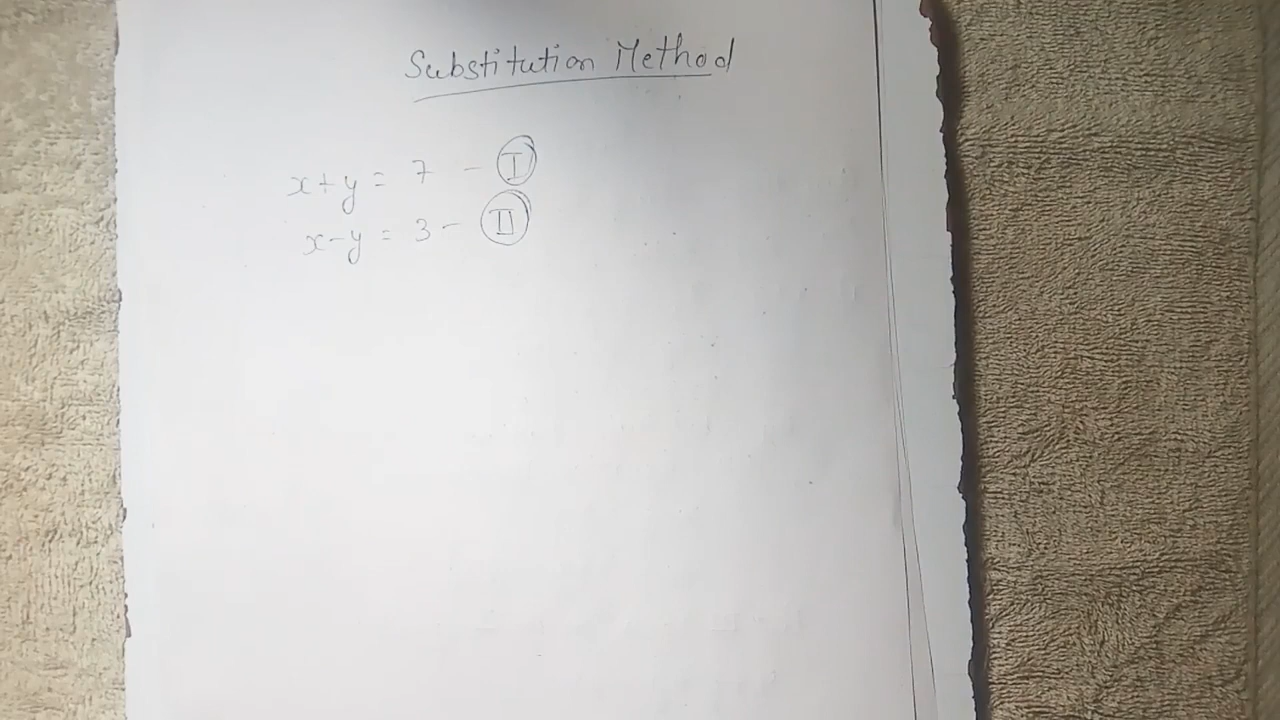 Substitution Method
x+y = 7 - I
x-y = 3 - II